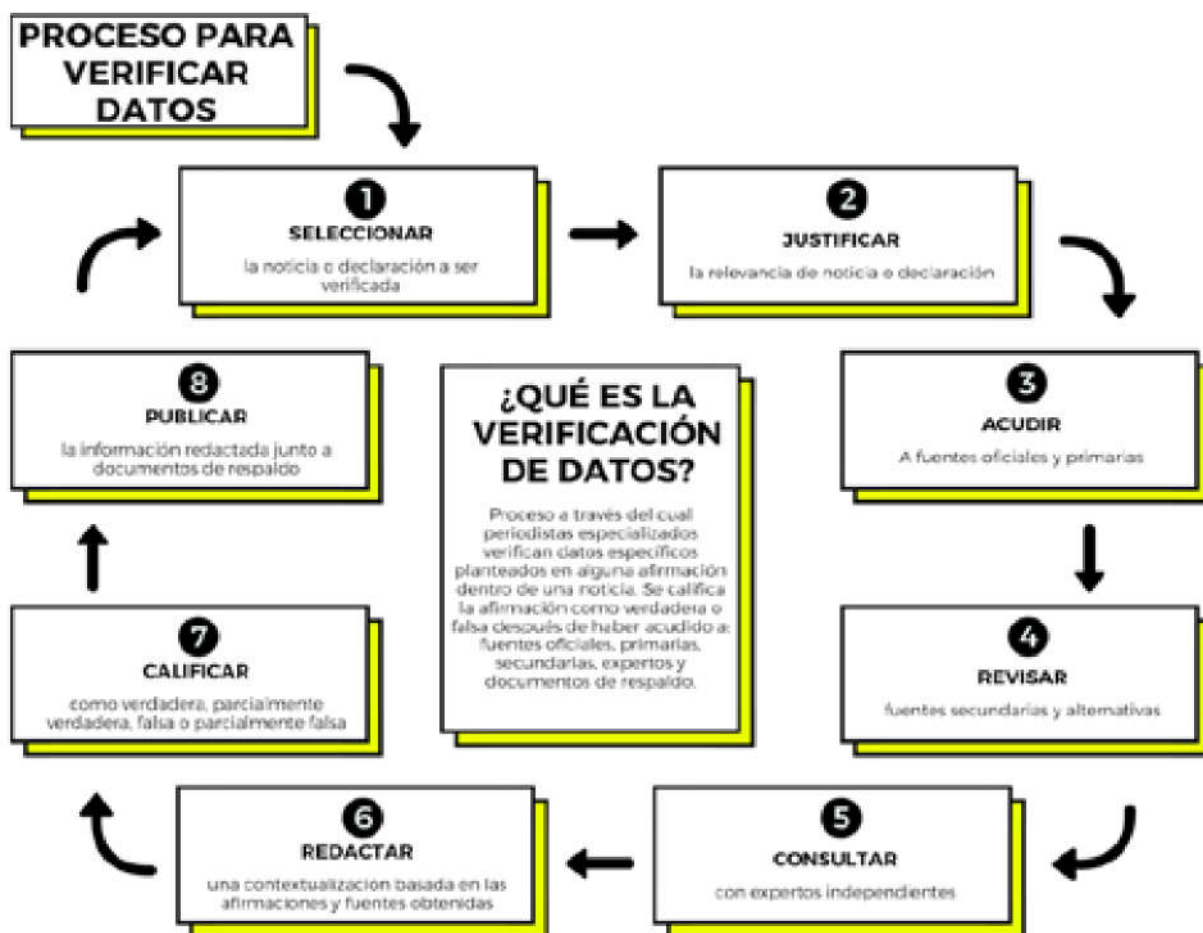 PROCESO PARA
VERIFICAR
DATOS
1
SELECCIONAR
la noticia o declaración a ser
verificada
2
JUSTIFICAR
la relevancia de noticia o declaración
3
ACUDIR
A fuentes oficiales y primarias
4
REVISAR
fuentes secundarias y alternativas
5
CONSULTAR
con expertos independientes
6
REDACTAR
una contextualización basada en las
afirmaciones y fuentes obtenidas
7
CALIFICAR
como verdadera, parcialmente
verdadera, falsa o parcialmente falsa
8
PUBLICAR
la información redactada junto a
documentos de respaldo
¿QUÉ ES LA
VERIFICACIÓN
DE DATOS?
Proceso a través del cual
periodistas especializados
verifican datos específicos
planteados en alguna afirmación
dentro de una noticia. Se califica
la afirmación como verdadera o
falsa después de haber acudido a:
fuentes oficiales, primarias,
secundarias, expertos y
documentos de respaldo.